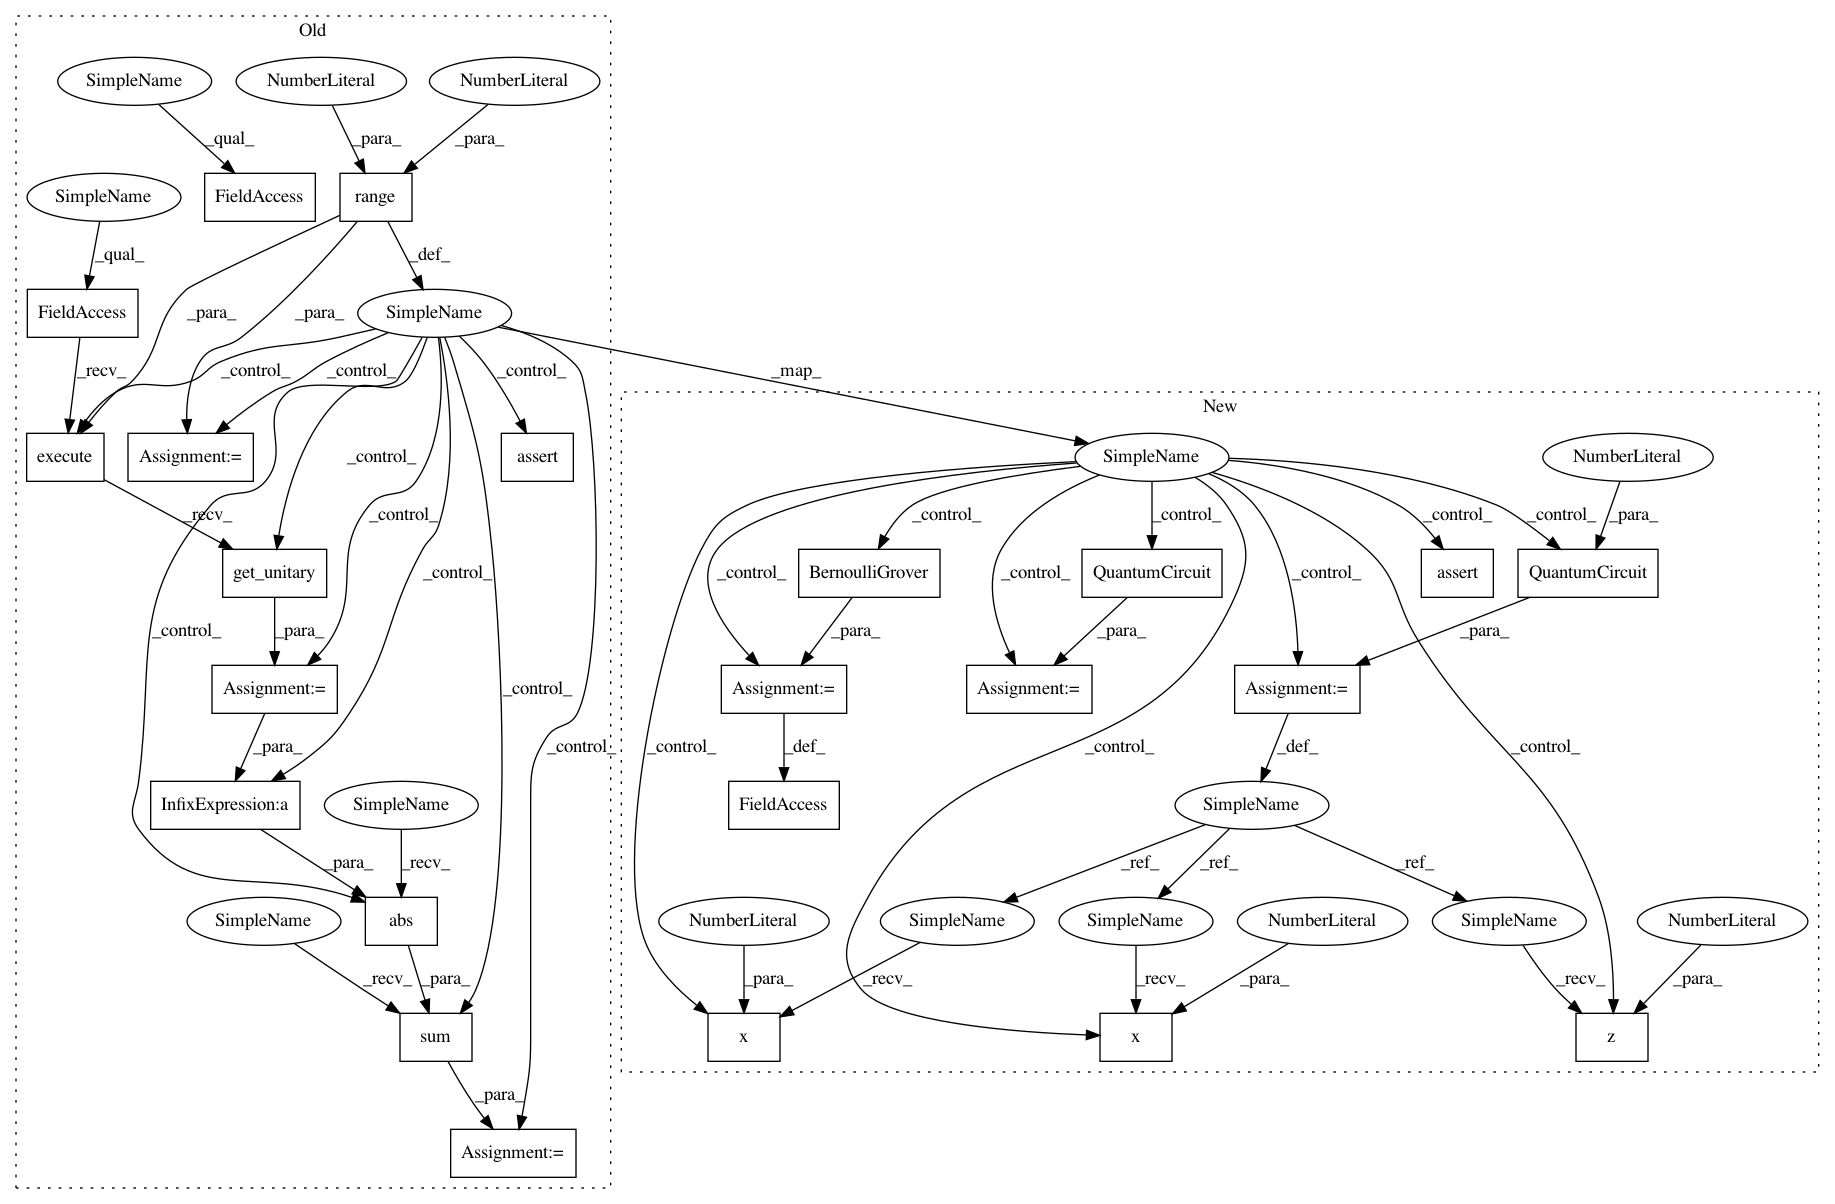 Old
SimpleName
NumberLiteral
NumberLiteral
_qual_
_para_
_para_
SimpleName
FieldAccess
range
_qual_
_def_
FieldAccess
_para_
_para_
SimpleName
_recv_
_control_
_control_
_control_
_map_
New
execute
Assignment:=
_control_
assert
SimpleName
NumberLiteral
_recv_
_control_
_control_
_control_
_control_
_control_
_para_
get_unitary
_control_
_control_
BernoulliGrover
_control_
QuantumCircuit
_control_
assert
QuantumCircuit
_control_
_para_
_para_
_para_
_para_
Assignment:=
_control_
Assignment:=
Assignment:=
Assignment:=
_para_
_control_
_control_
_def_
_control_
_def_
_control_
InfixExpression:a
SimpleName
FieldAccess
SimpleName
_para_
_recv_
_ref_
_ref_
_ref_
SimpleName
abs
NumberLiteral
SimpleName
SimpleName
NumberLiteral
SimpleName
NumberLiteral
_recv_
_para_
_para_
_recv_
_recv_
_para_
_recv_
_para_
sum
x
x
z
_para_
Assignment:=